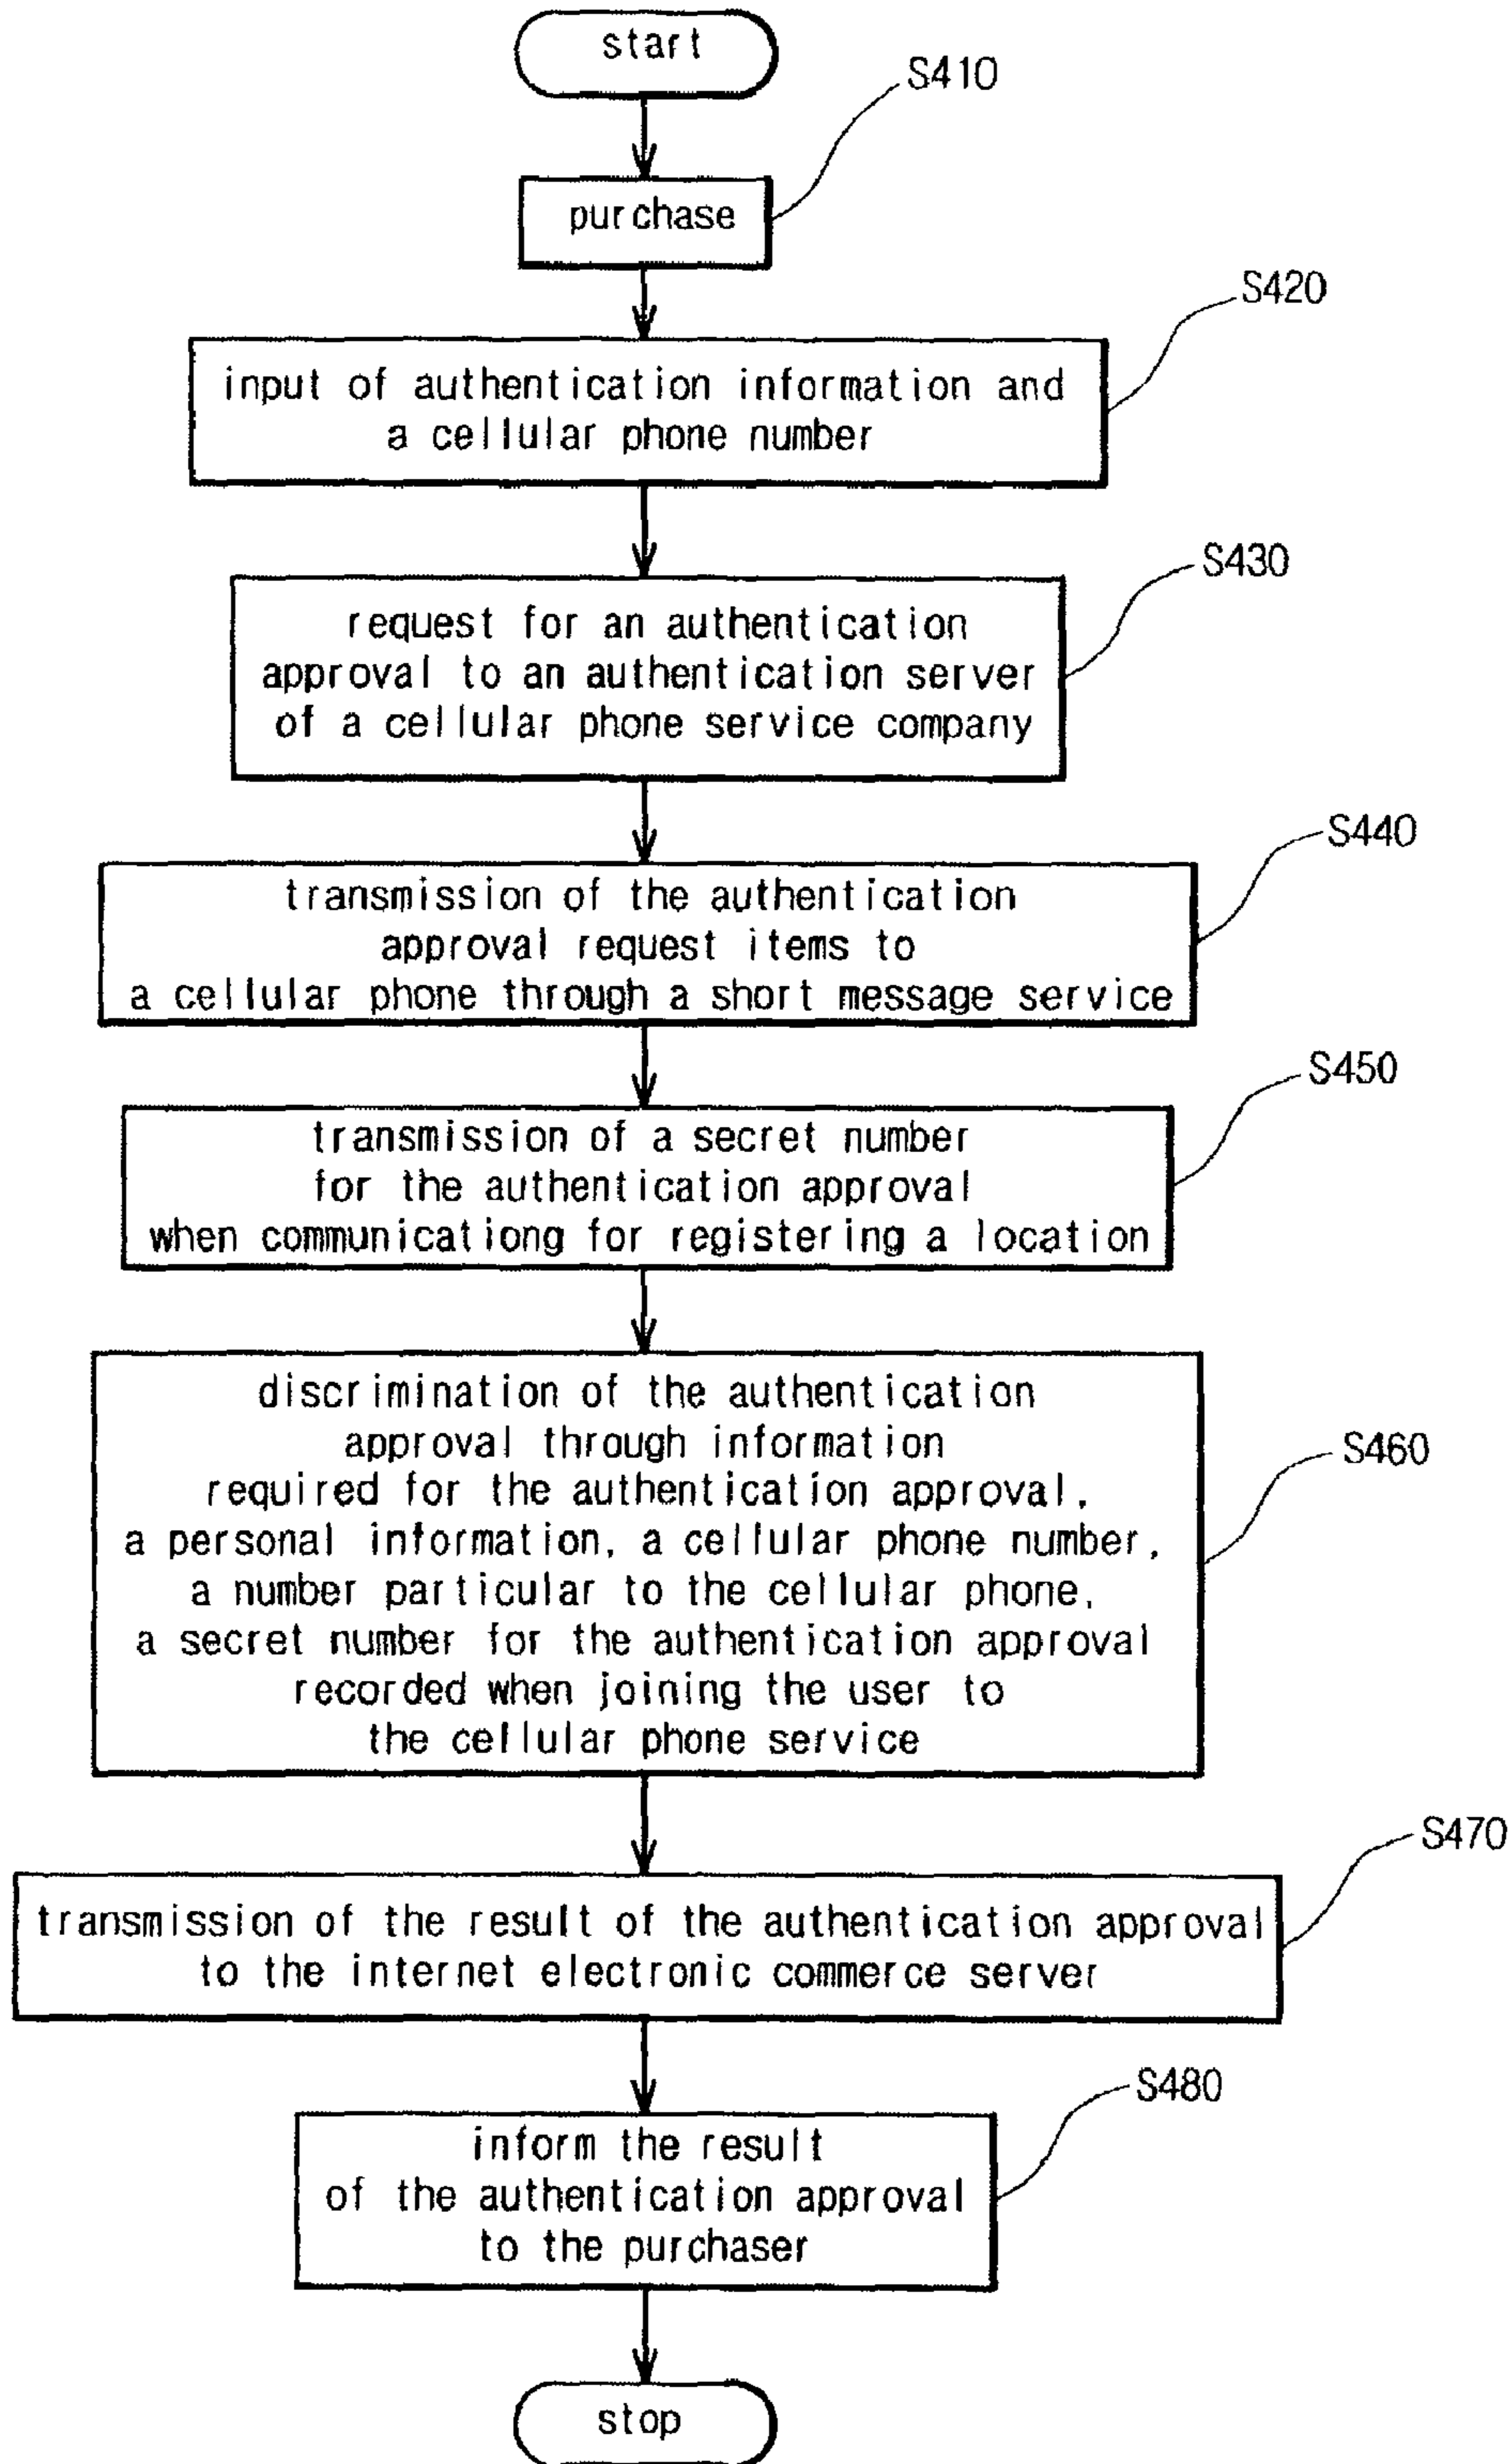 start
S410
purchase
S420
input of authentication information and
a cellular phone number
S430
request for an authentication
approval to an authentication server
of a cellular phone service company
S440
transmission of the authentication
approval request items to
a cellular phone through a short message service
S450
transmission of a secret number
for the authentication approval
when communicationg for registering a location
S460
discrimination of the authentication
approval through information
required for the authentication approval,
a personal information, a cellular phone number,
a number particular to the cellular phone,
a secret number for the authentication approval
recorded when joining the user to
the cellular phone service
S470
transmission of the result of the authentication approval
to the internet electronic commerce server
S480
inform the result
of the authentication approval
to the purchaser
stop